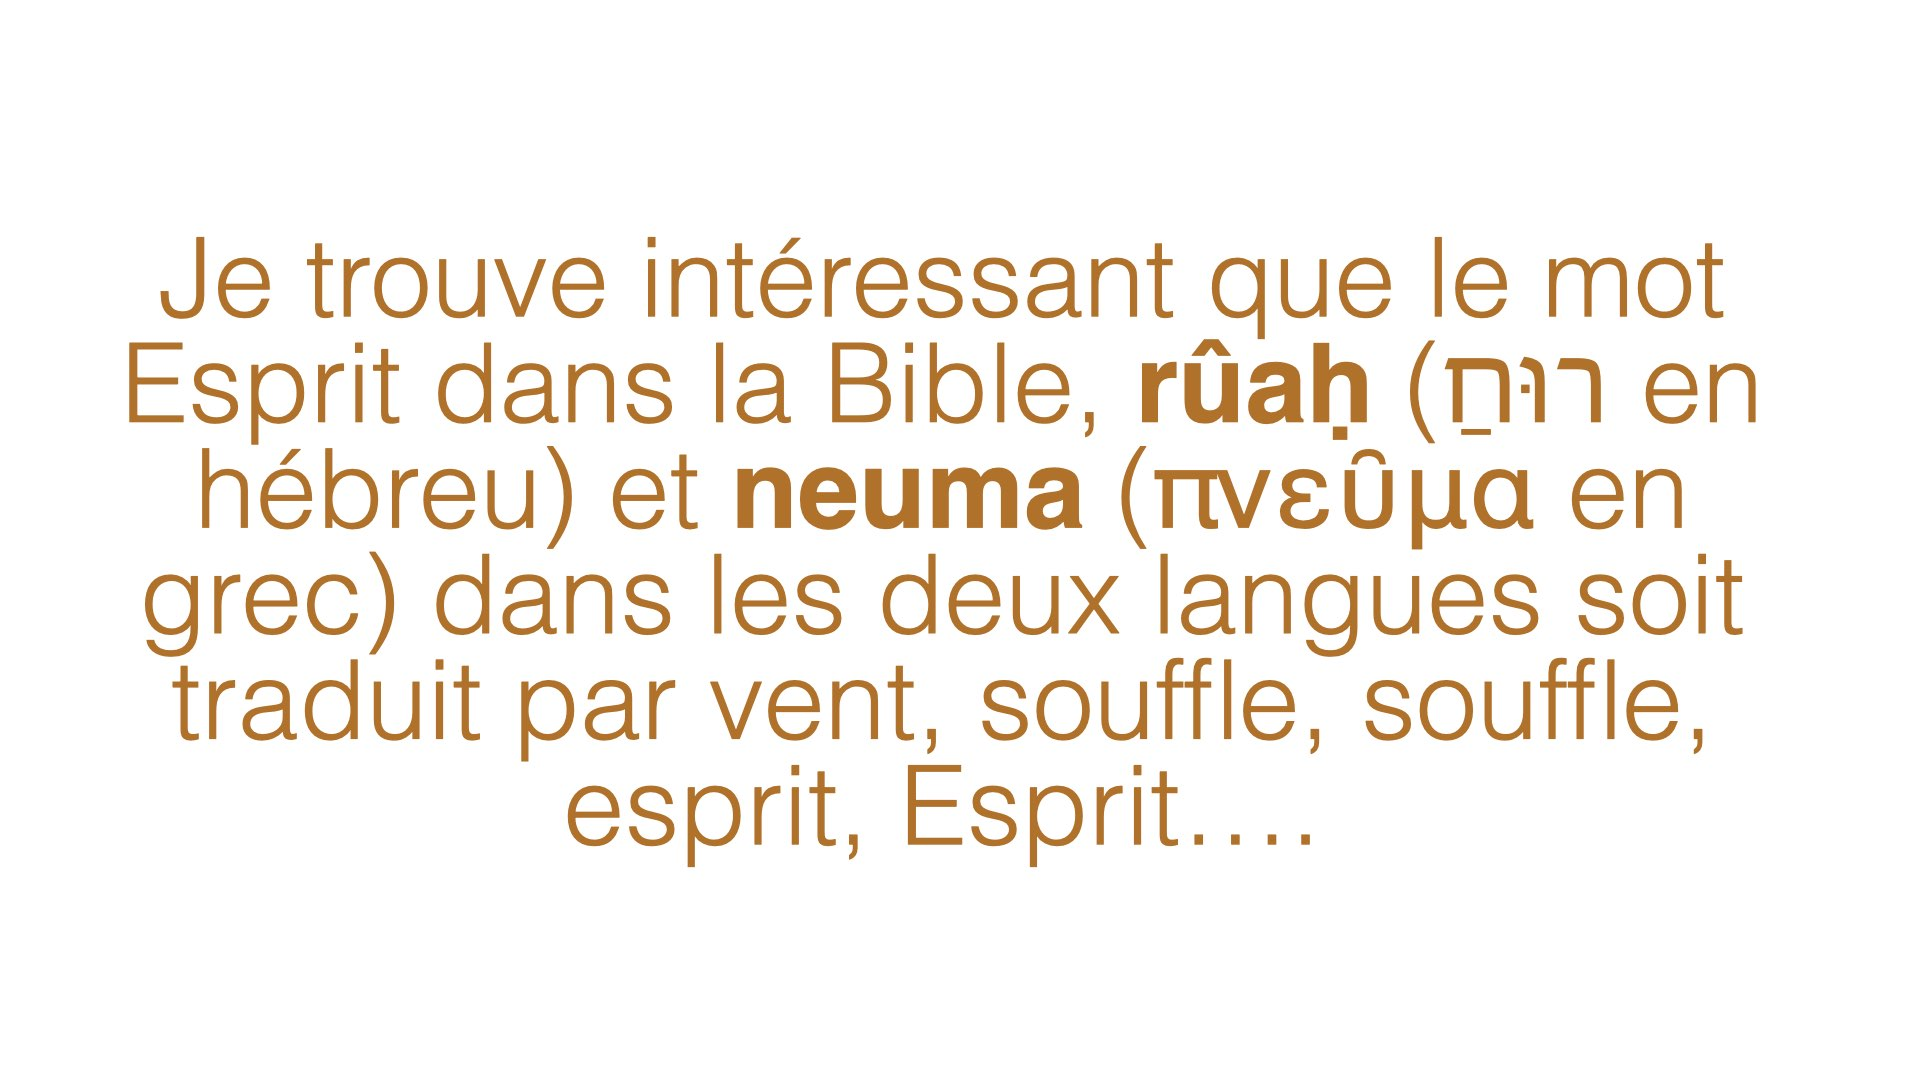 Je trouve intéressant que le mot
Esprit dans la Bible, rûaḥ (רוּחַ en
hébreu) et neuma (πνεῦμα en
grec) dans les deux langues soit
traduit par vent, souffle, souffle,
esprit, Esprit….